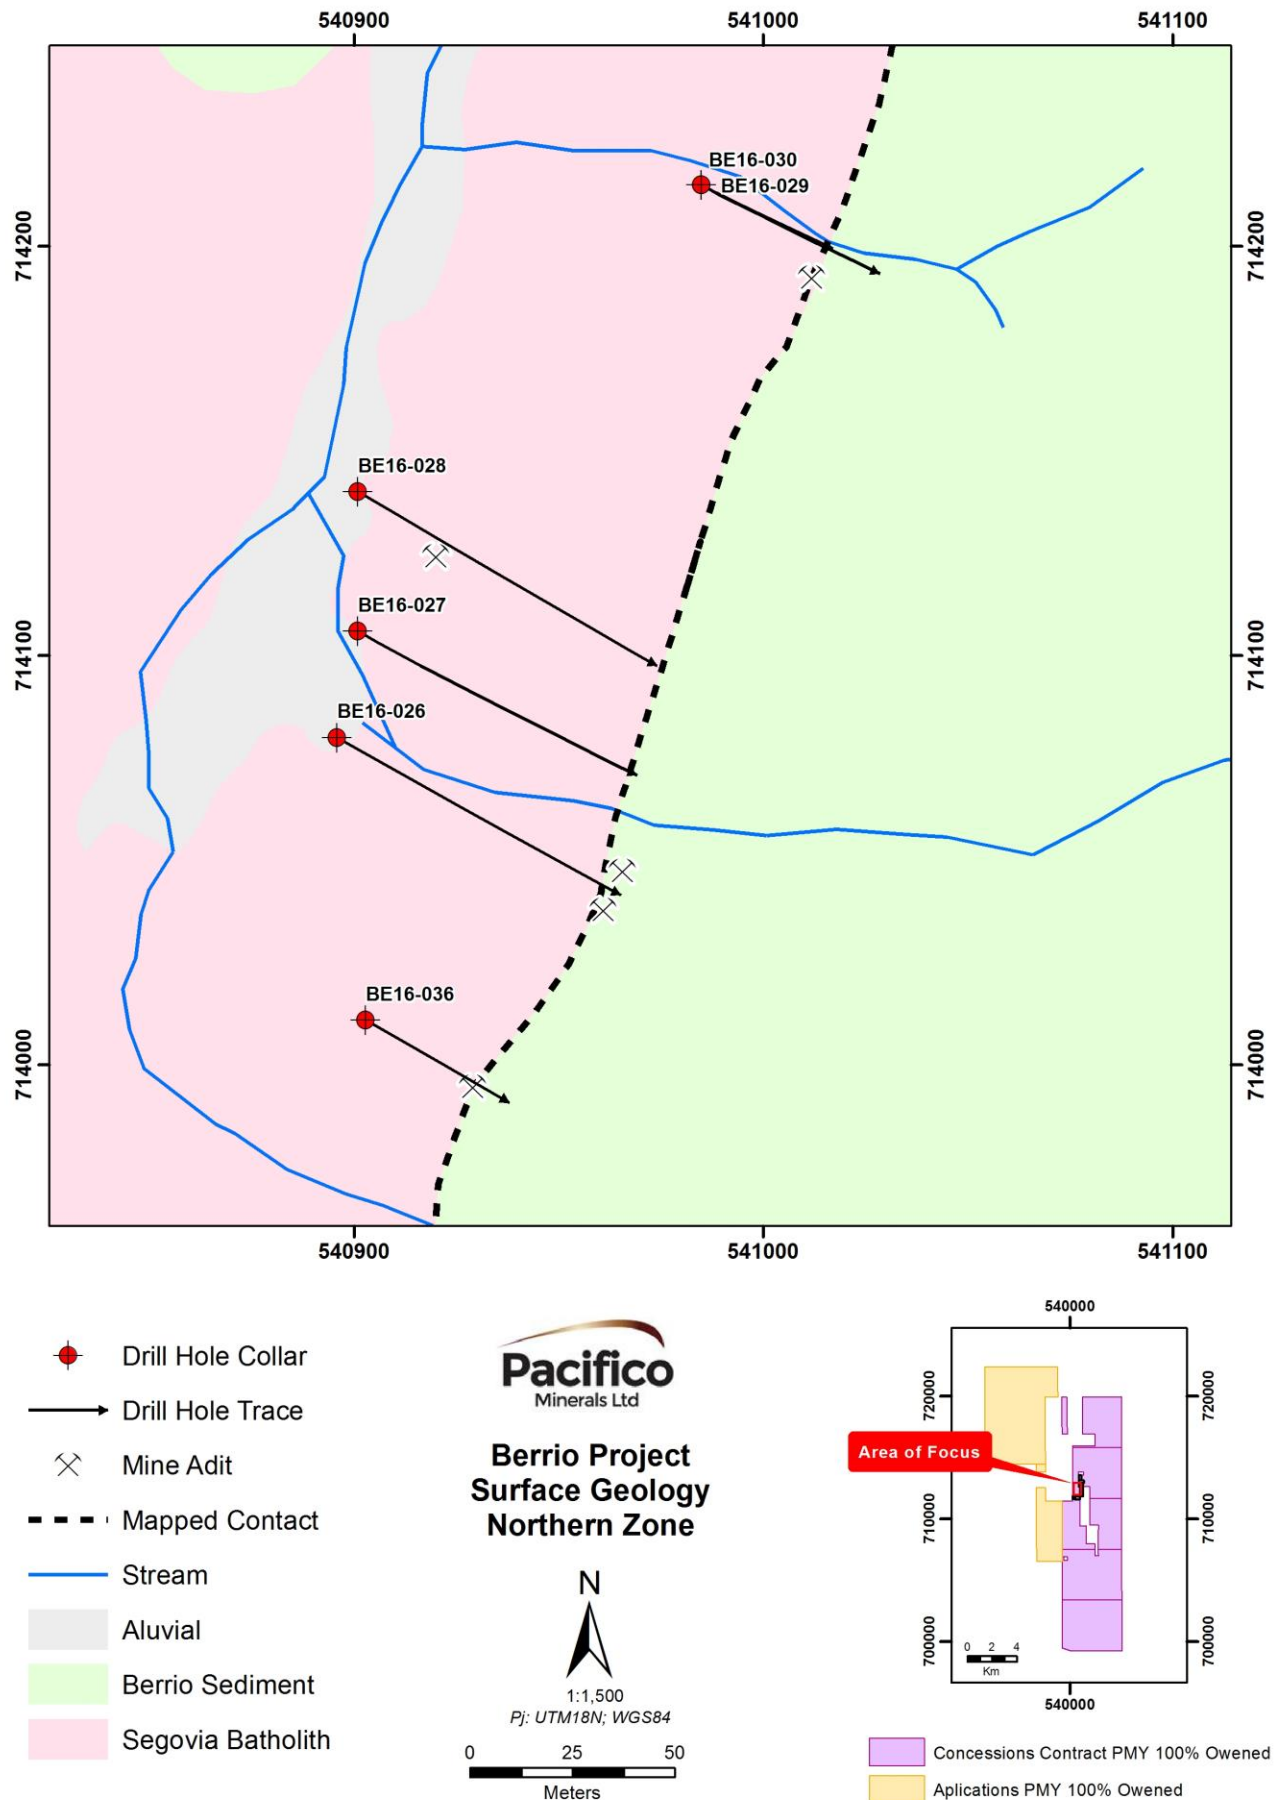 540900
541000
541100
BE16-030
BE16-029
714200
714200
BE16-028
BE16-027
714100
714100
BE16-026
BE16-036
714000
714000
540900
541000
541100
Drill Hole Collar
Drill Hole Trace
Mine Adit
Mapped Contact
Stream
Aluvial
Berrio Sediment
Segovia Batholith
Pacifico
Minerals Ltd
Berrio Project
Surface Geology
Northern Zone
N
1:1,500
Pj: UTM18N; WGS84
0 25 50
Meters
540000
720000
720000
Area of Focus
710000
710000
700000
700000
0 2 4
Km
540000
Concessions Contract PMY 100% Owened
Aplications PMY 100% Owened